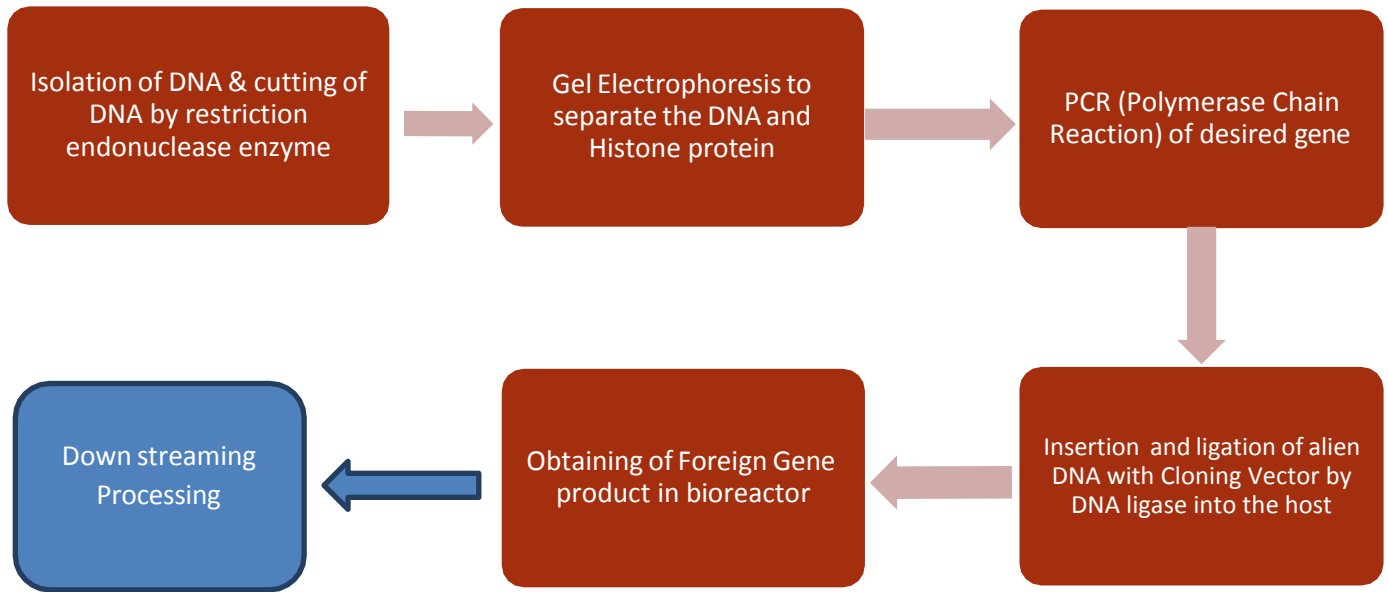 Isolation of DNA & cutting of
DNA by restriction
endonuclease enzyme
Gel Electrophoresis to
separate the DNA and
Histone protein
PCR (Polymerase Chain
Reaction) of desired gene
Insertion and ligation of alien
DNA with Cloning Vector by
DNA ligase into the host
Obtaining of Foreign Gene
product in bioreactor
Down streaming
Processing